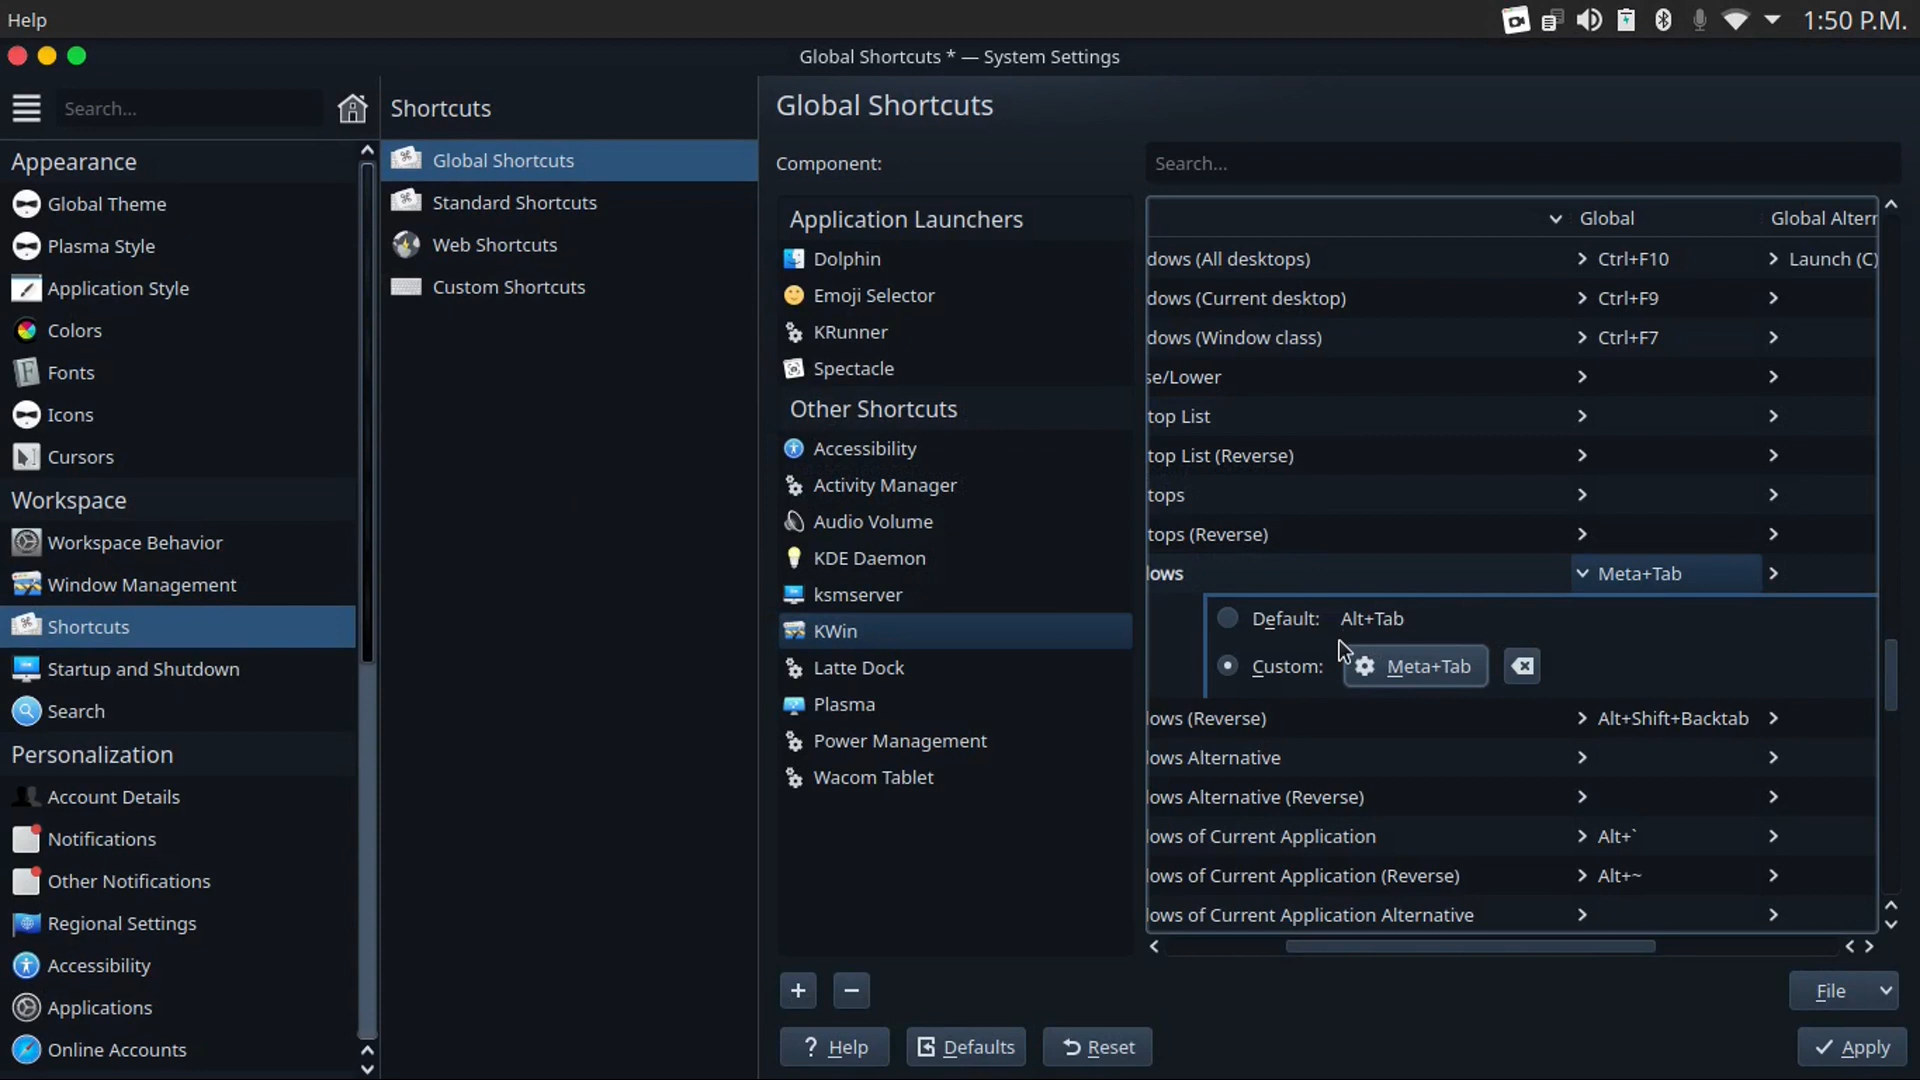 Help
1:50 P.M.
Global Shortcuts * — System Settings
Search...
Appearance
Global Theme
Plasma Style
Application Style
Colors
Fonts
Icons
Cursors
Workspace
Workspace Behavior
Window Management
Shortcuts
Startup and Shutdown
Search
Personalization
Account Details
Notifications
Other Notifications
Regional Settings
Accessibility
Applications
Online Accounts
Shortcuts
Global Shortcuts
Standard Shortcuts
Web Shortcuts
Custom Shortcuts
Global Shortcuts
Component:
Search...
Application Launchers
Dolphin
Emoji Selector
KRunner
Spectacle
Other Shortcuts
Accessibility
Activity Manager
Audio Volume
KDE Daemon
ksmserver
KWin
Latte Dock
Plasma
Power Management
Wacom Tablet
Global Global Altern
dows (All desktops) Ctrl+F10 Launch (C)
dows (Current desktop) Ctrl+F9
dows (Window class) Ctrl+F7
se/Lower
top List
top List (Reverse)
tops
tops (Reverse)
lows Meta+Tab
Default: Alt+Tab
Custom: Meta+Tab
lows (Reverse) Alt+Shift+Backtab
lows Alternative
lows Alternative (Reverse)
lows of Current Application Alt+`
lows of Current Application (Reverse) Alt+~
lows of Current Application Alternative
+ −
File
? Help
Defaults
Reset
Apply